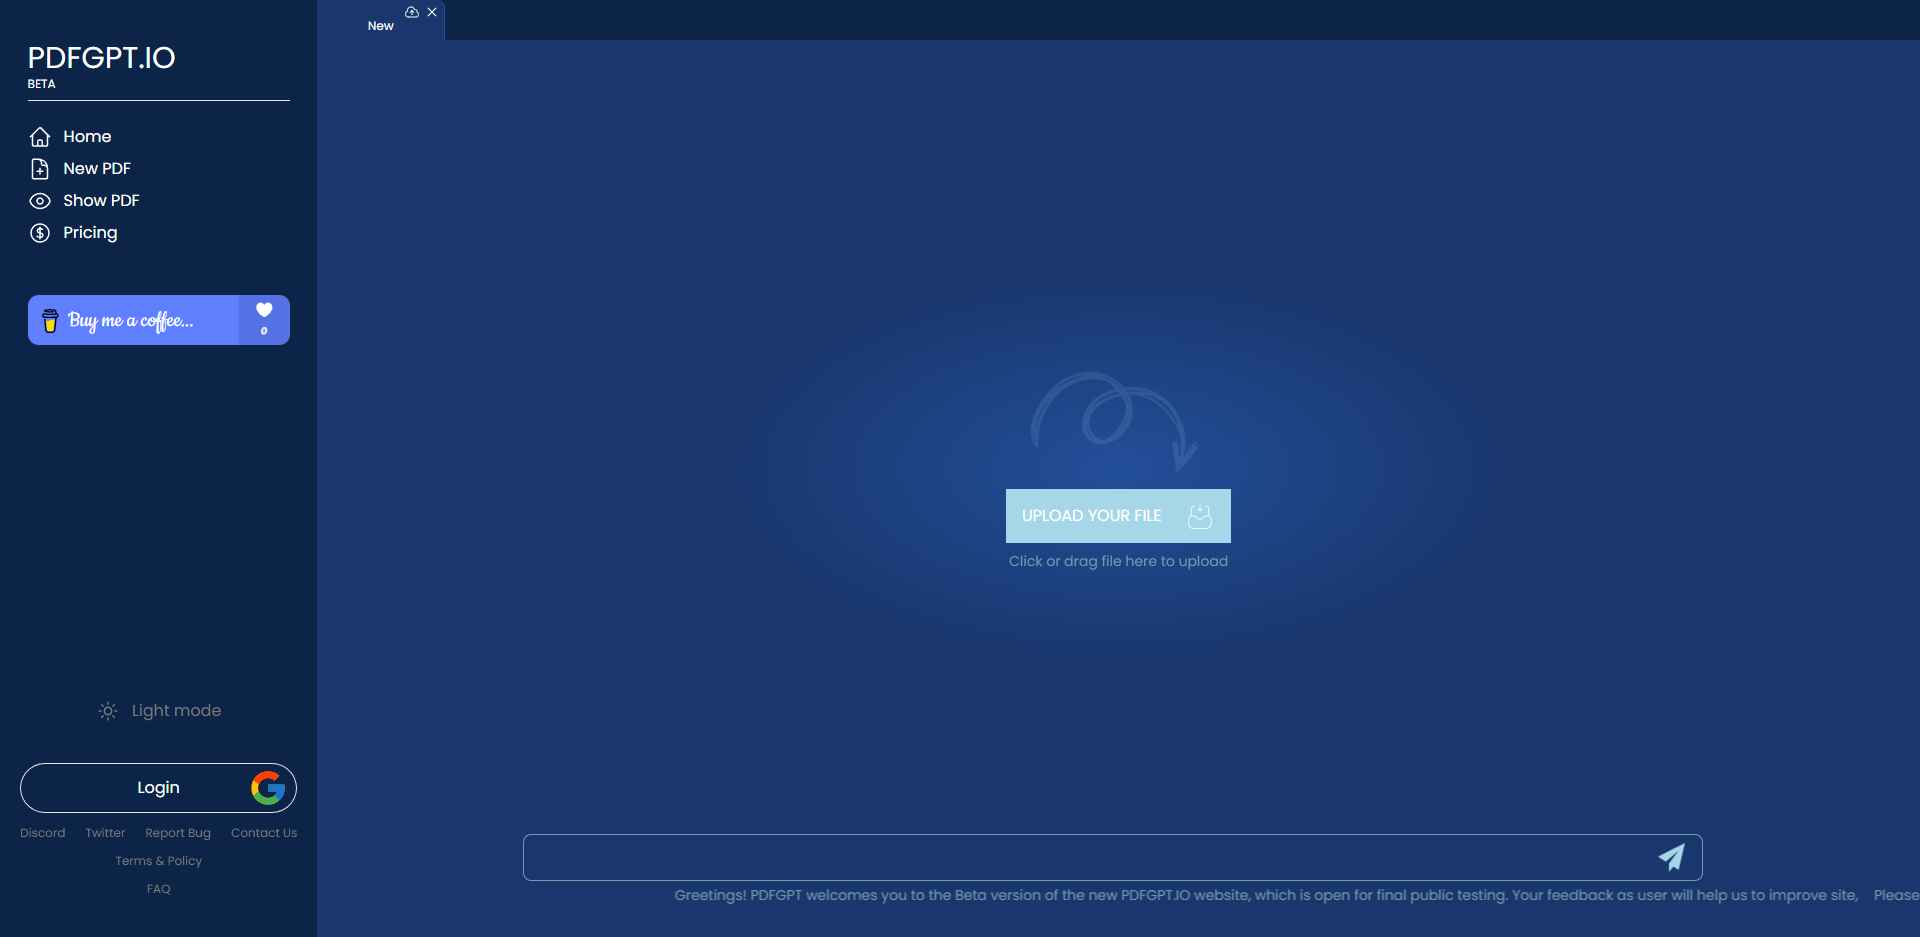 PDFGPT.IO
BETA
Home
New PDF
Show PDF
Pricing
Buy me a coffee...
0
Light mode
Login
Discord Twitter Report Bug Contact Us
Terms & Policy
FAQ
New
UPLOAD YOUR FILE
Click or drag file here to upload
Greetings! PDFGPT welcomes you to the Beta version of the new PDFGPT.IO website, which is open for final public testing. Your feedback as user will help us to improve site, Please